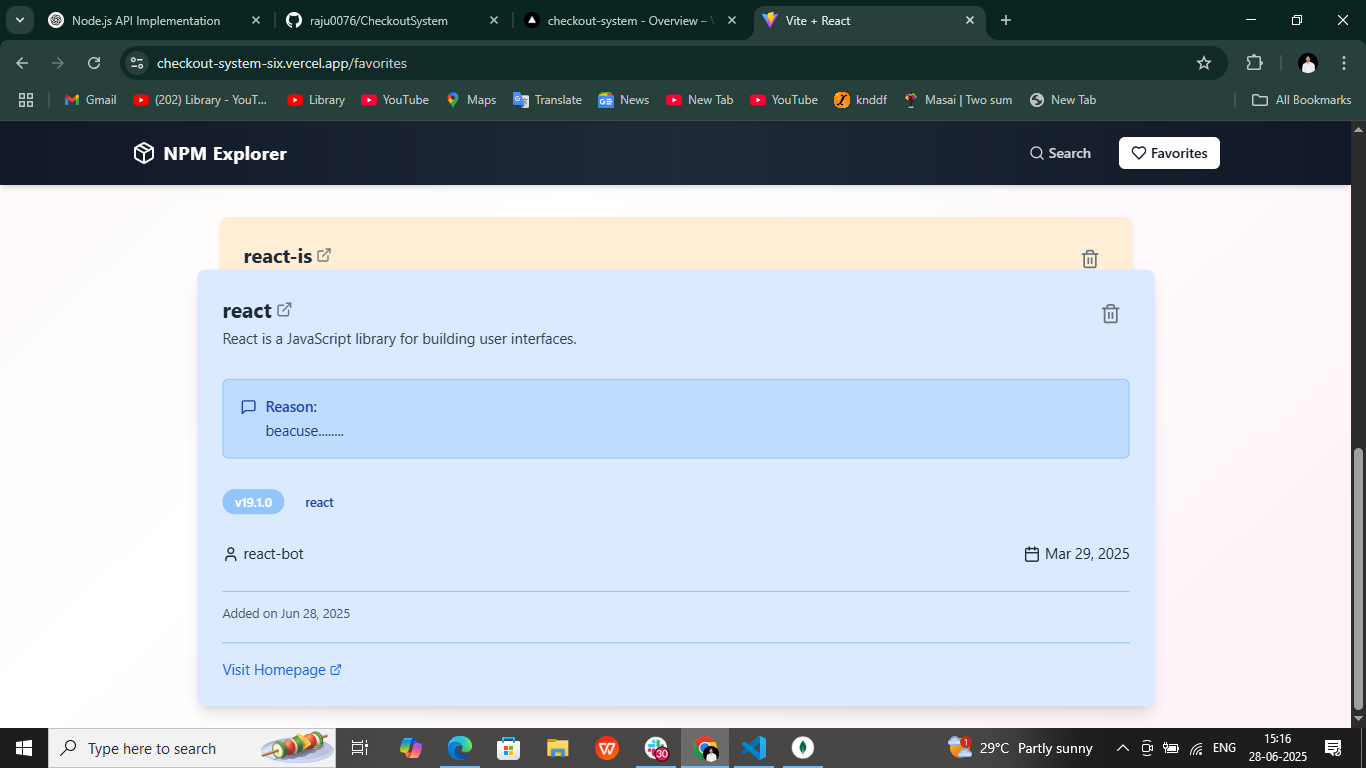 Node.js API Implementation
raju0076/CheckoutSystem
checkout-system - Overview –
Vite + React
checkout-system-six.vercel.app/favorites
Gmail
(202) Library - YouT...
Library
YouTube
Maps
Translate
News
New Tab
YouTube
knddf
Masai | Two sum
New Tab
All Bookmarks
NPM Explorer
Search
Favorites
react-is
react
React is a JavaScript library for building user interfaces.
Reason:
beacuse........
v19.1.0
react
react-bot
Mar 29, 2025
Added on Jun 28, 2025
Visit Homepage
Type here to search
W
30
1
29°C Partly sunny
ENG
15:16
28-06-2025